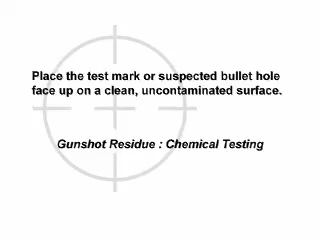 Place the test mark or suspected bullet hole
face up on a clean, uncontaminated surface.
Gunshot Residue : Chemical Testing